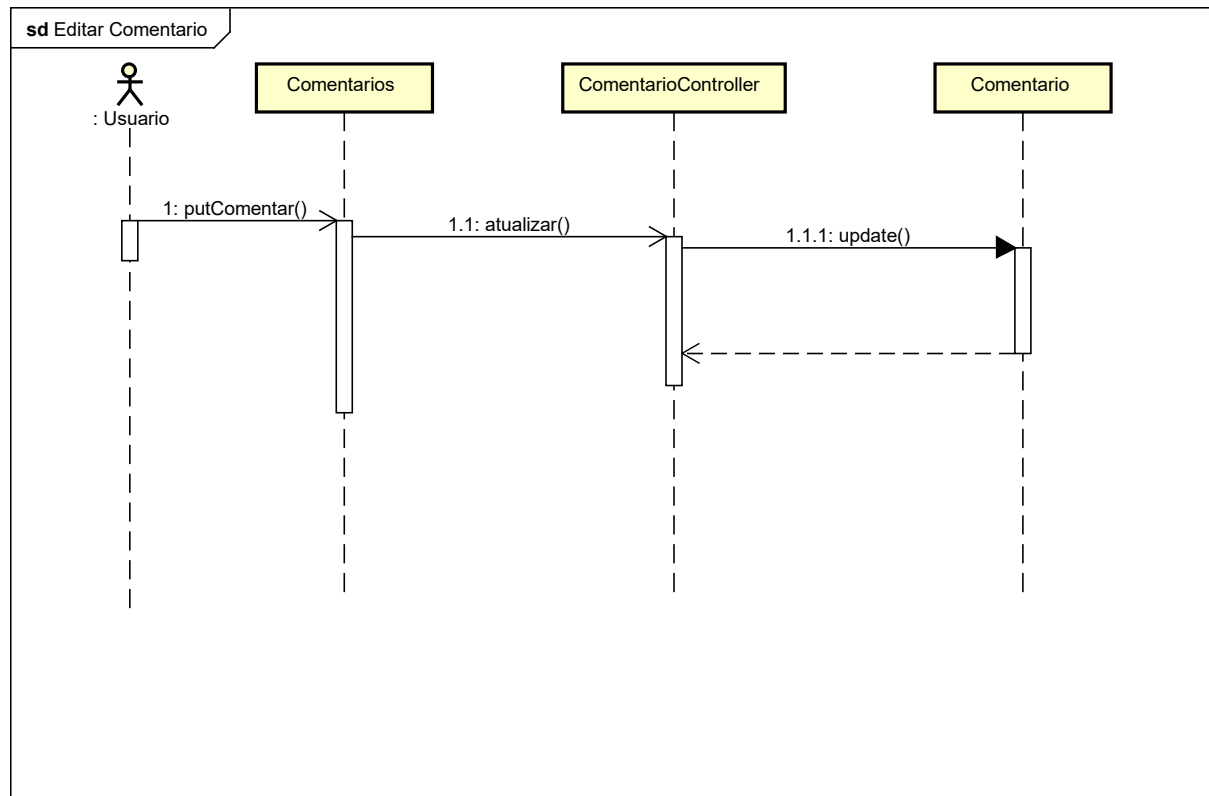 sd Editar Comentario
: Usuario
Comentarios
ComentarioController
Comentario
1: putComentar()
1.1: atualizar()
1.1.1: update()